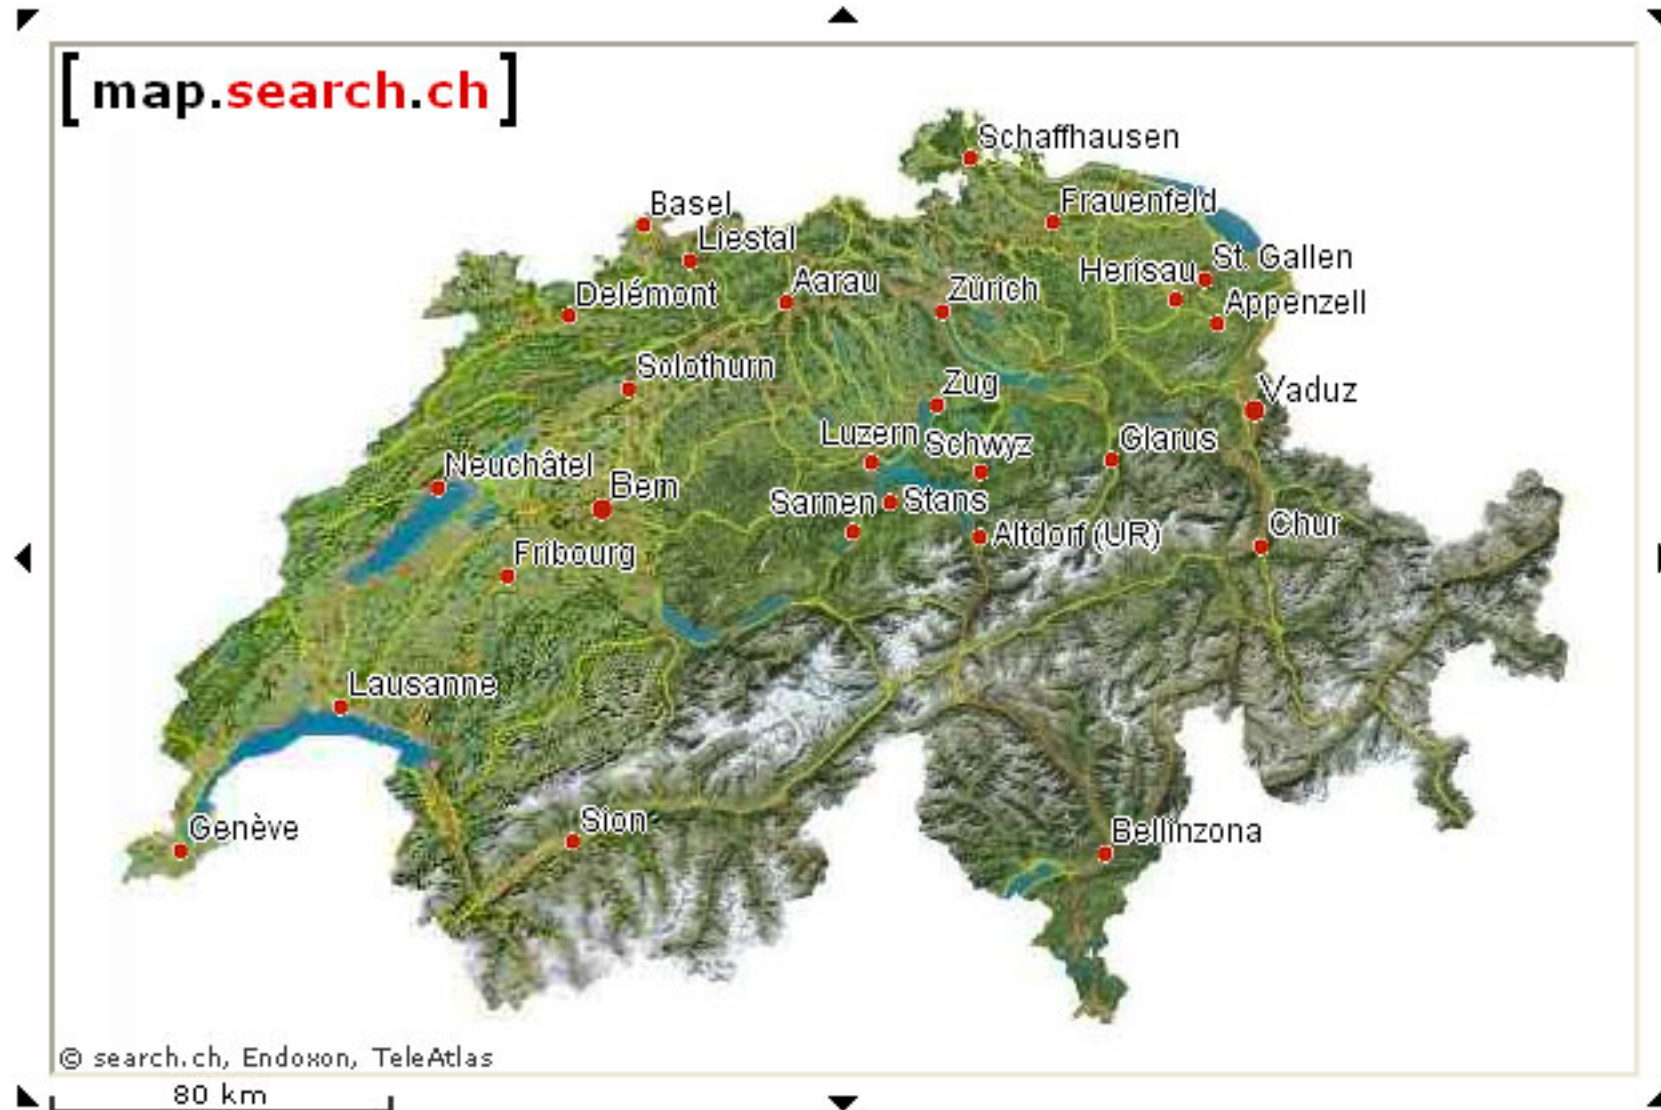 [map.search.ch]
Schaffhausen
Basel
Frauenfeld
Liestal
St. Gallen
Herisau
Aarau
Zürich
Delémont
Appenzell
Solothurn
Zug
Vaduz
Luzern
Schwyz
Glarus
Neuchâtel
Bern
Sarnen
Stans
Chur
Altdorf (UR)
Fribourg
Lausanne
Genève
Sion
Bellinzona
© search.ch, Endoxon, TeleAtlas
80 km